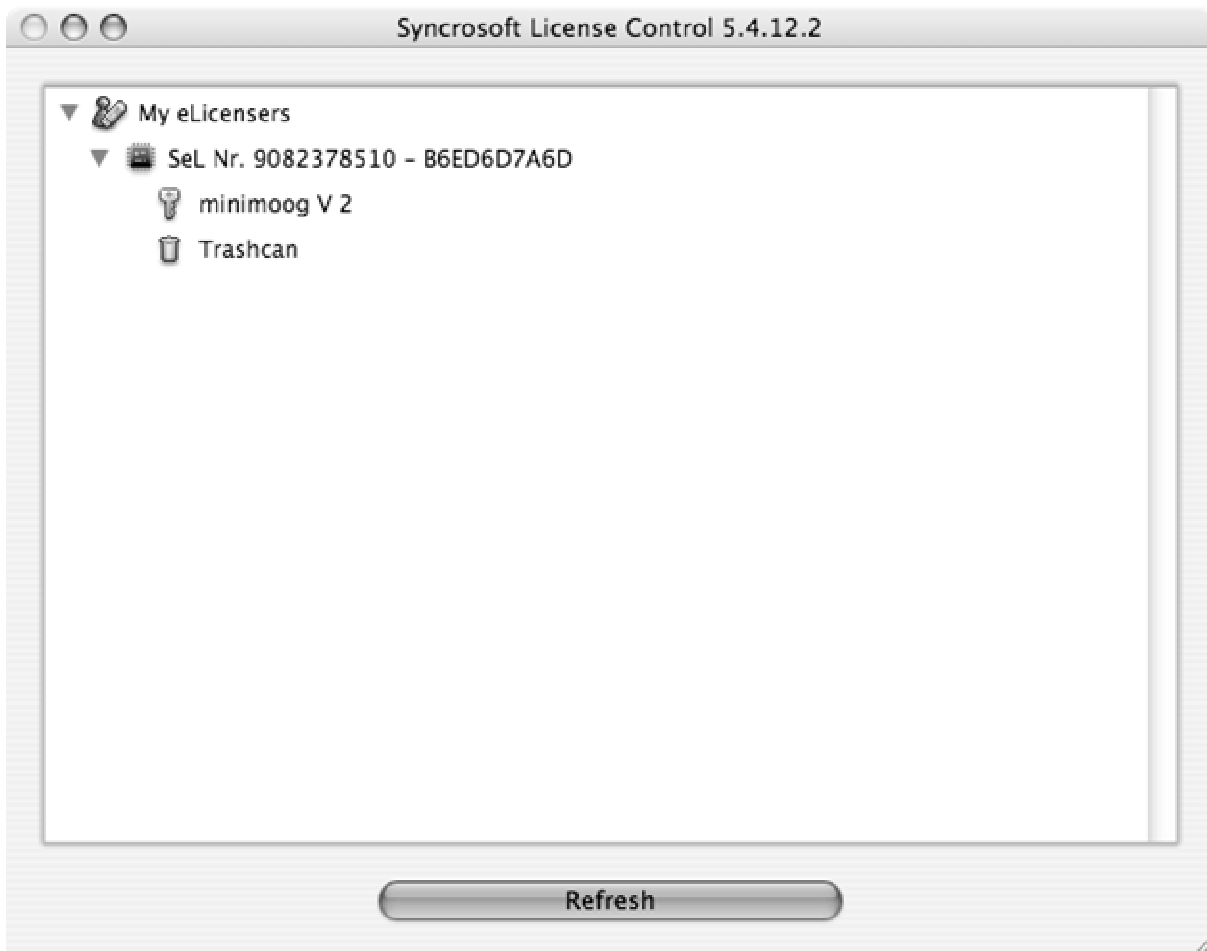 Syncrosoft License Control 5.4.12.2
My eLicensers
SeL Nr. 9082378510 - B6ED6D7A6D
minimoog V 2
Trashcan
Refresh